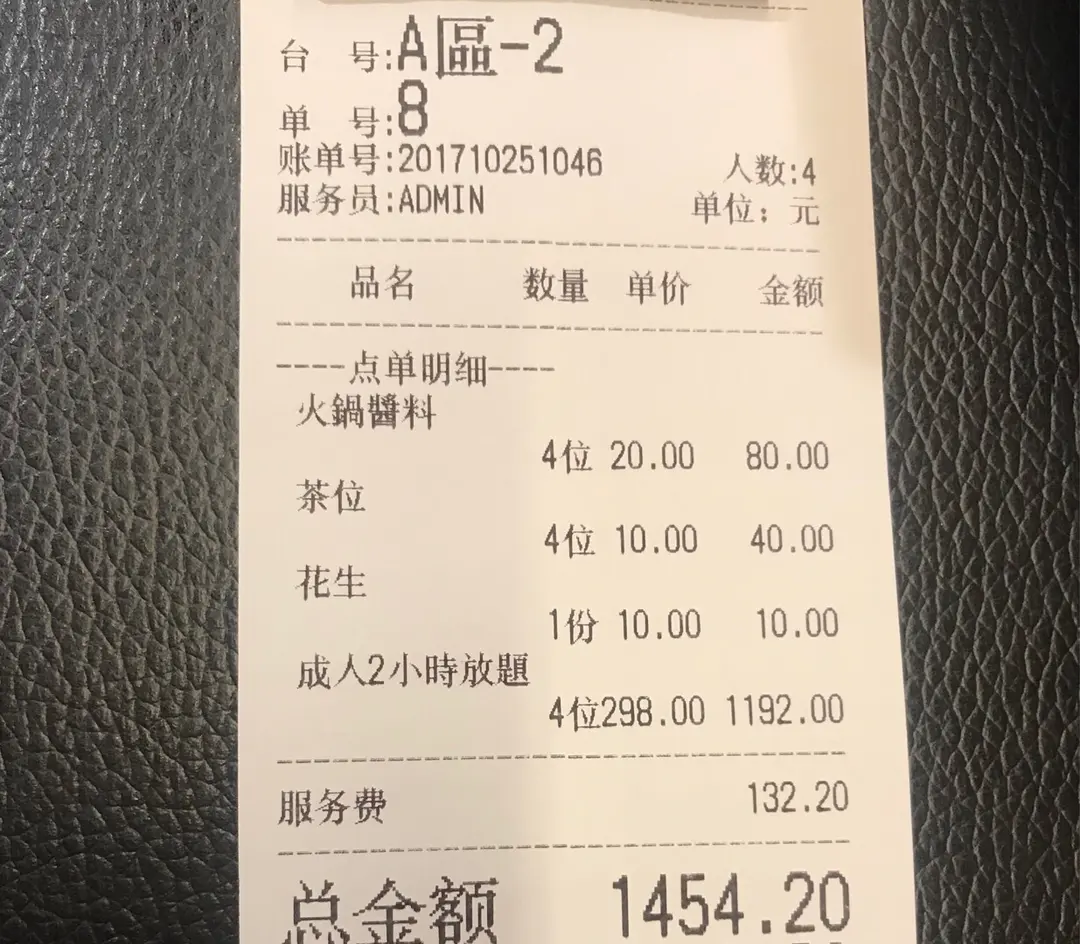 台 号:A區-2
单 号:8
账单号:201710251046 人数:4
服务员:ADMIN 单位：元
品名 数量 单价 金额
----点单明细----
火鍋醬料
4位 20.00 80.00
茶位
4位 10.00 40.00
花生
1份 10.00 10.00
成人2小時放題
4位298.00 1192.00
服务费 132.20
总金额 1454.20